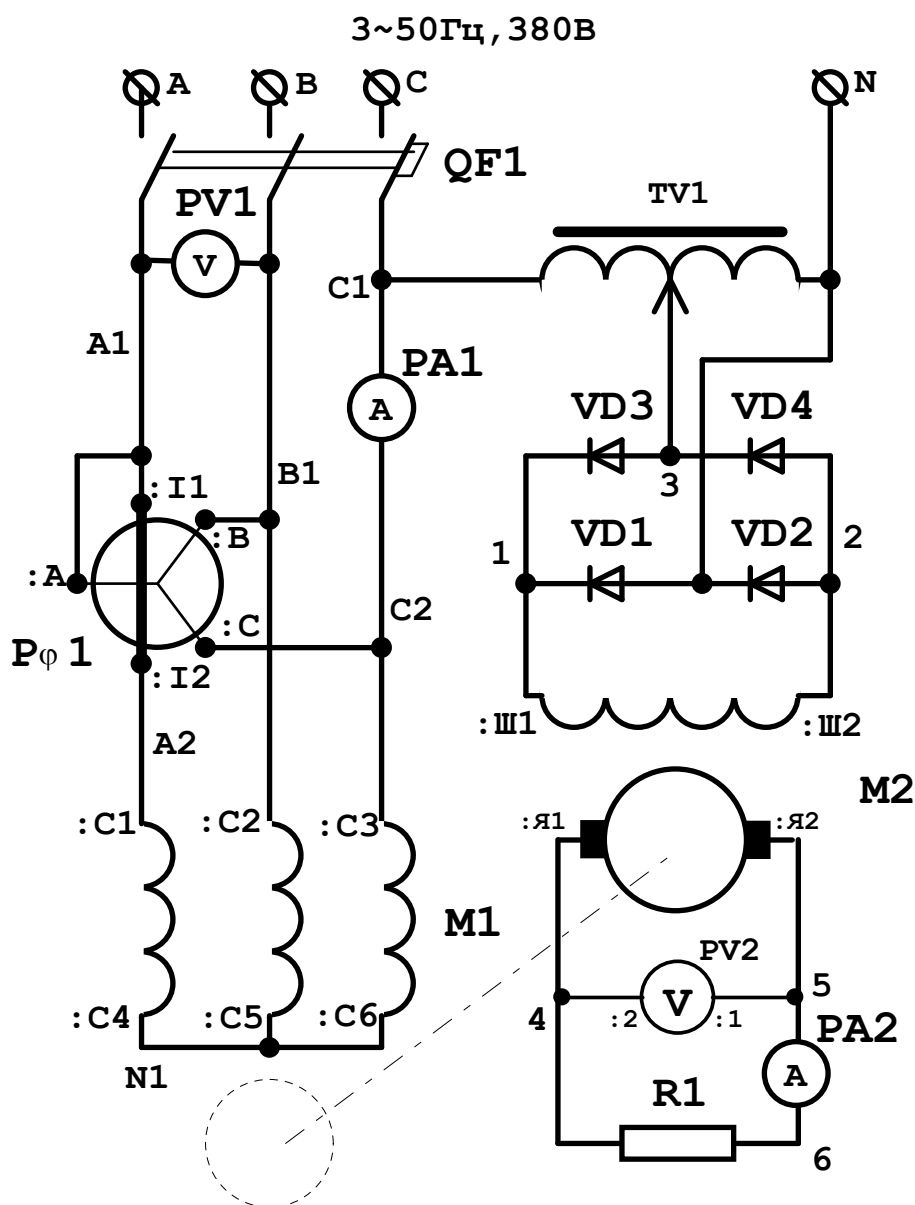 3~50Гц,380В
A B C N
QF1
PV1
TV1
V
C1
A1
PA1
A
VD3 VD4
:I1
B1
3
:B
1
VD1 VD2
2
:A
:C
C2
Pφ1
:I2
:Ш1 :Ш2
A2
M2
:C1 :C2 :C3
:Я1 :Я2
M1
PV2
V
4 :2 :1 5
:C4 :C5 :C6
PA2
A
N1
R1
6